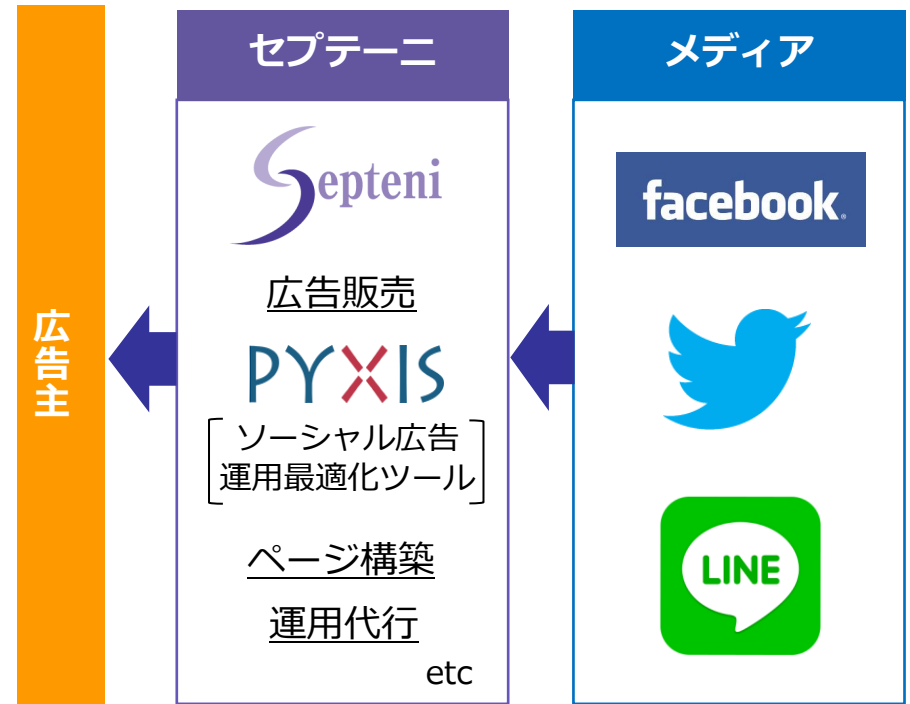 広告主
セプテーニ
Septeni
広告販売
PYXIS
ソーシャル広告
運用最適化ツール
ページ構築
運用代行
etc
メディア
facebook.
LINE